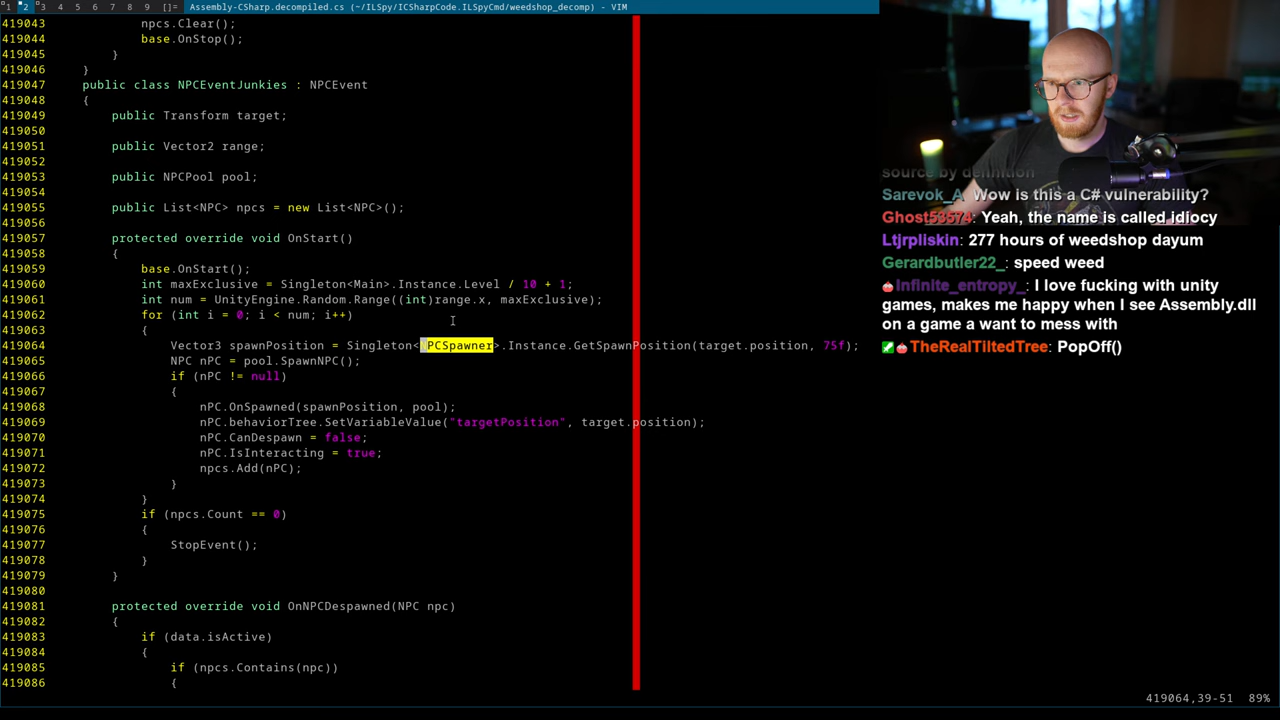 1 2 3 4 5 6 7 8 9 []= Assembly-CSharp.decompiled.cs (~/ILSpy/ICSharpCode.ILSpyCmd/weedshop_decomp) - VIM
419043 npcs.Clear();
419044 base.OnStop();
419045 }
419046 }
419047 public class NPCEventJunkies : NPCEvent
419048 {
419049 public Transform target;
419050
419051 public Vector2 range;
419052
419053 public NPCPool pool;
419054
419055 public List<NPC> npcs = new List<NPC>();
419056
419057 protected override void OnStart()
419058 {
419059 base.OnStart();
419060 int maxExclusive = Singleton<Main>.Instance.Level / 10 + 1;
419061 int num = UnityEngine.Random.Range((int)range.x, maxExclusive);
419062 for (int i = 0; i < num; i++)
419063 {
419064 Vector3 spawnPosition = Singleton<NPCSpawner>.Instance.GetSpawnPosition(target.position, 75f);
419065 NPC nPC = pool.SpawnNPC();
419066 if (nPC != null)
419067 {
419068 nPC.OnSpawned(spawnPosition, pool);
419069 nPC.behaviorTree.SetVariableValue("targetPosition", target.position);
419070 nPC.CanDespawn = false;
419071 nPC.IsInteracting = true;
419072 npcs.Add(nPC);
419073 }
419074 }
419075 if (npcs.Count == 0)
419076 {
419077 StopEvent();
419078 }
419079 }
419080
419081 protected override void OnNPCDespawned(NPC npc)
419082 {
419083 if (data.isActive)
419084 {
419085 if (npcs.Contains(npc))
419086 {
419064,39-51 89%
source by definition
Sarevok_A: Wow is this a C# vulnerability?
Ghost53574: Yeah, the name is called idiocy
Ltjrpliskin: 277 hours of weedshop dayum
Gerardbutler22_: speed weed
Infinite_entropy_: I love fucking with unity
games, makes me happy when I see Assembly.dll
on a game a want to mess with
TheRealTiltedTree: PopOff()